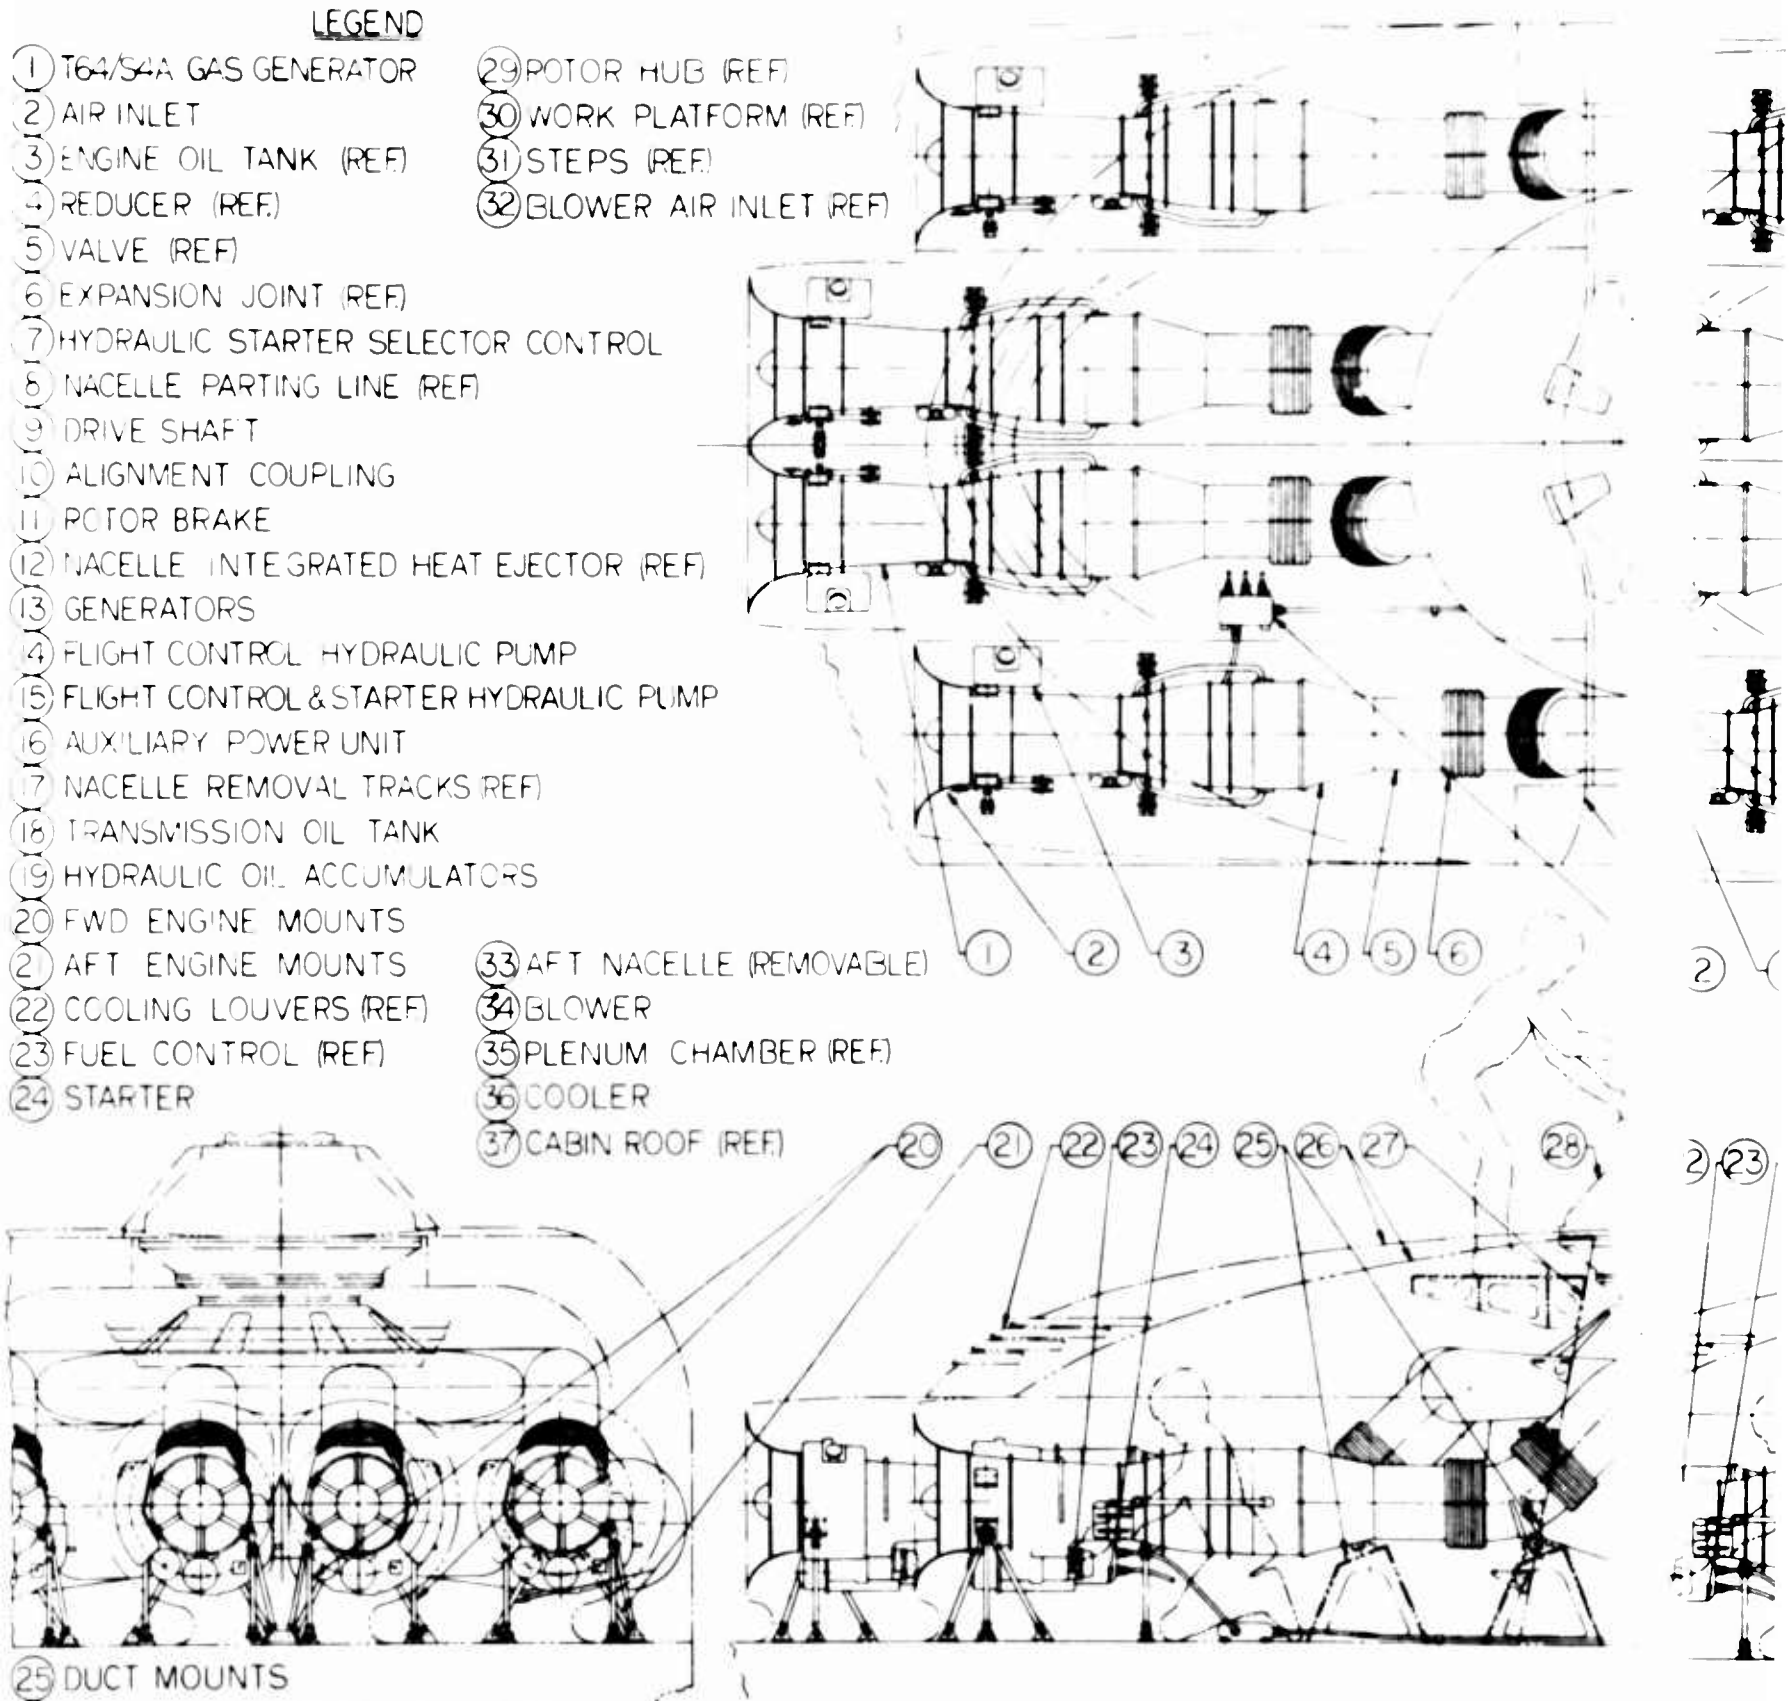 LEGEND
1 T64/S4A GAS GENERATOR
2 AIR INLET
3 ENGINE OIL TANK (REF)
4 REDUCER (REF.)
5 VALVE (REF)
6 EXPANSION JOINT (REF.)
7 HYDRAULIC STARTER SELECTOR CONTROL
8 NACELLE PARTING LINE (REF)
9 DRIVE SHAFT
10 ALIGNMENT COUPLING
11 ROTOR BRAKE
12 NACELLE INTEGRATED HEAT EJECTOR (REF)
13 GENERATORS
14 FLIGHT CONTROL HYDRAULIC PUMP
15 FLIGHT CONTROL & STARTER HYDRAULIC PUMP
16 AUXILIARY POWER UNIT
17 NACELLE REMOVAL TRACKS (REF)
18 TRANSMISSION OIL TANK
19 HYDRAULIC OIL ACCUMULATORS
20 FWD ENGINE MOUNTS
21 AFT ENGINE MOUNTS
22 COOLING LOUVERS (REF)
23 FUEL CONTROL (REF)
24 STARTER
29 ROTOR HUB (REF)
30 WORK PLATFORM (REF.)
31 STEPS (REF.)
32 BLOWER AIR INLET (REF)
33 AFT NACELLE (REMOVABLE)
34 BLOWER
35 PLENUM CHAMBER (REF.)
36 COOLER
37 CABIN ROOF (REF.)
1 2 3 4 5 6 2
20 21 22 23 24 25 26 27 28 2 23
25 DUCT MOUNTS